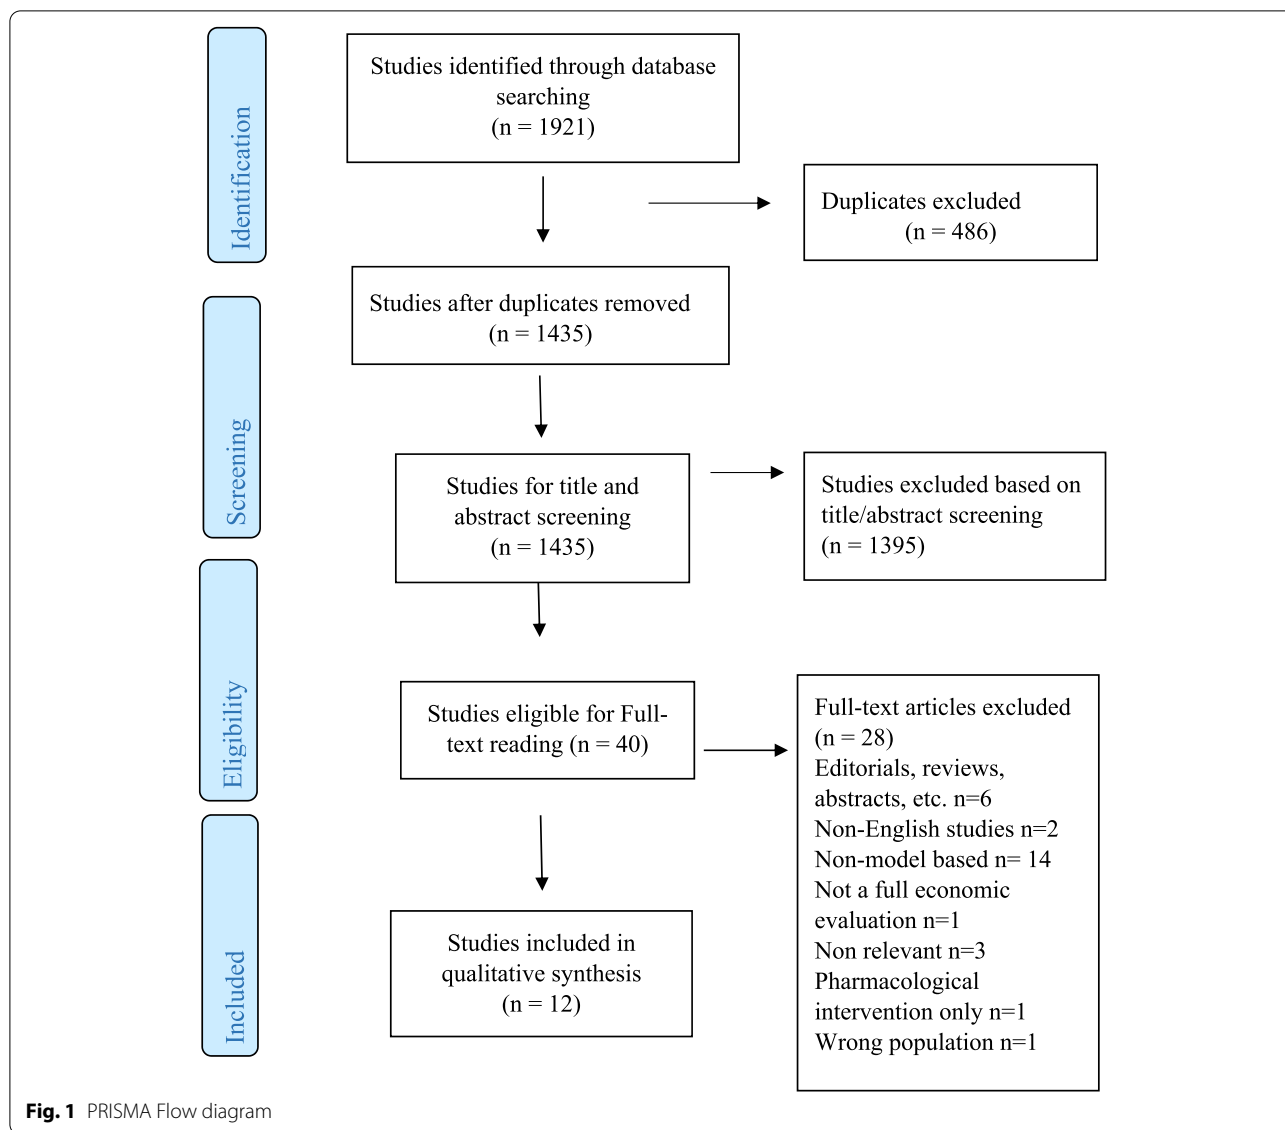 Identification
Studies identified through database
searching
(n = 1921)
Duplicates excluded
(n = 486)
Studies after duplicates removed
(n = 1435)
Screening
Studies for title and
abstract screening
(n = 1435)
Studies excluded based on
title/abstract screening
(n = 1395)
Eligibility
Studies eligible for Full-
text reading (n = 40)
Full-text articles excluded
(n = 28)
Editorials, reviews,
abstracts, etc. n=6
Non-English studies n=2
Non-model based n= 14
Not a full economic
evaluation n=1
Non relevant n=3
Pharmacological
intervention only n=1
Wrong population n=1
Included
Studies included in
qualitative synthesis
(n = 12)
Fig. 1 PRISMA Flow diagram